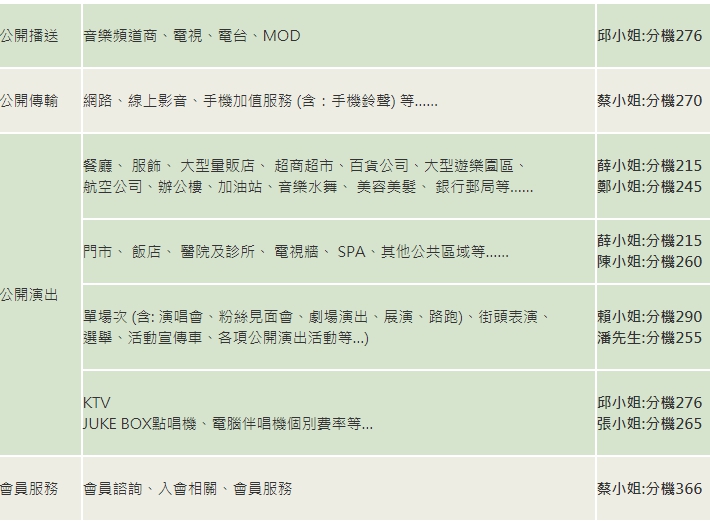 公開播送
音樂頻道商、電視、電台、MOD
邱小姐:分機276
公開傳輸
網路、線上影音、手機加值服務 (含：手機鈴聲) 等......
蔡小姐:分機270
公開演出
餐廳、 服飾、 大型量販店、 超商超市、百貨公司、大型遊樂園區、
航空公司、辦公樓、加油站、音樂水舞、 美容美髮、 銀行郵局等......
薛小姐:分機215
鄭小姐:分機245
門市、 飯店、 醫院及診所、 電視牆、 SPA、其他公共區域等......
薛小姐:分機215
陳小姐:分機260
單場次 (含: 演唱會、粉絲見面會、劇場演出、展演、路跑)、街頭表演、
選舉、活動宣傳車、各項公開演出活動等...)
賴小姐:分機290
潘先生:分機255
KTV
JUKE BOX點唱機、電腦伴唱機個別費率等...
邱小姐:分機276
張小姐:分機265
會員服務
會員諮詢、入會相關、會員服務
蔡小姐:分機366